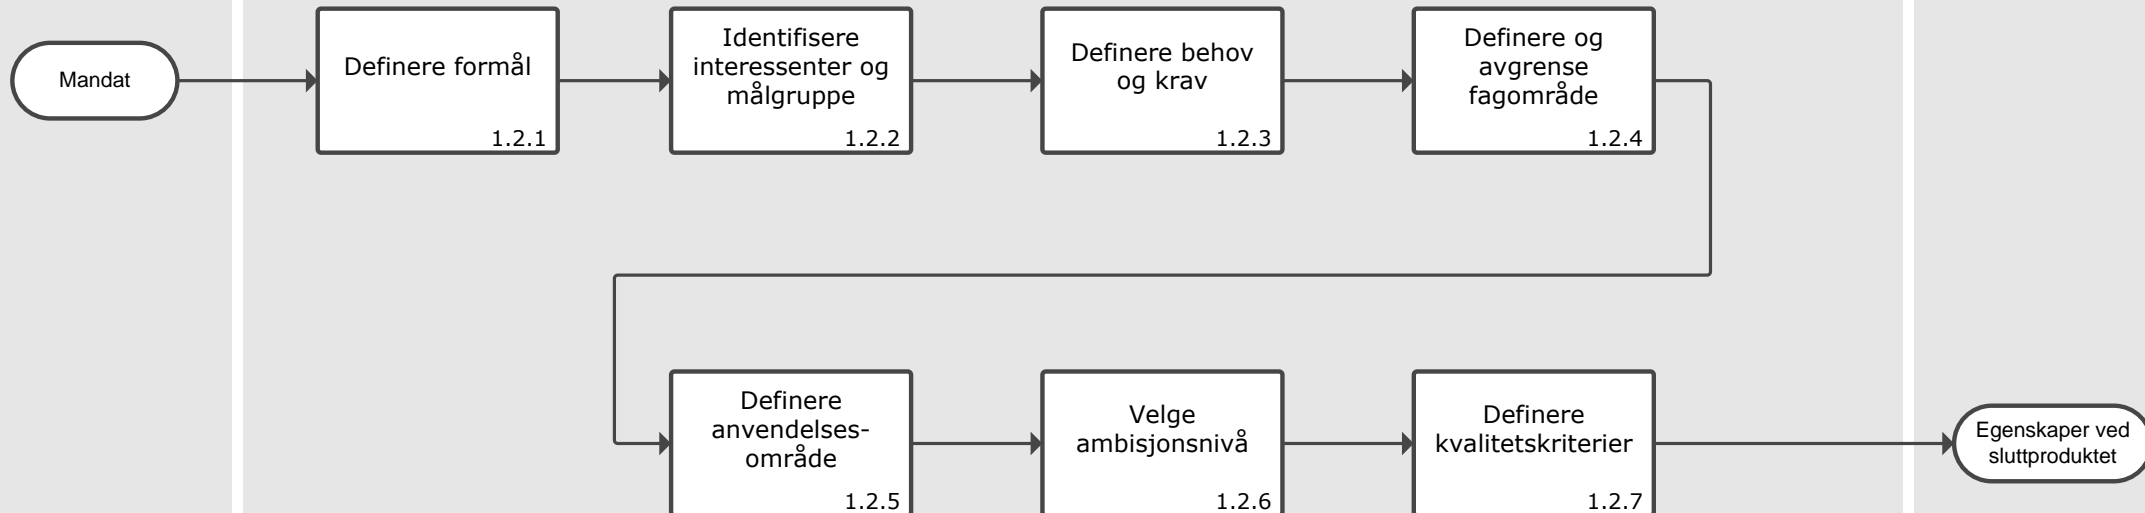 Mandat
Definere formål
1.2.1
Identifisere
interessenter og
målgruppe
1.2.2
Definere behov
og krav
1.2.3
Definere og
avgrense
fagområde
1.2.4
Definere
anvendelses-
område
1.2.5
Velge
ambisjonsnivå
1.2.6
Definere
kvalitetskriterier
1.2.7
Egenskaper ved
sluttproduktet